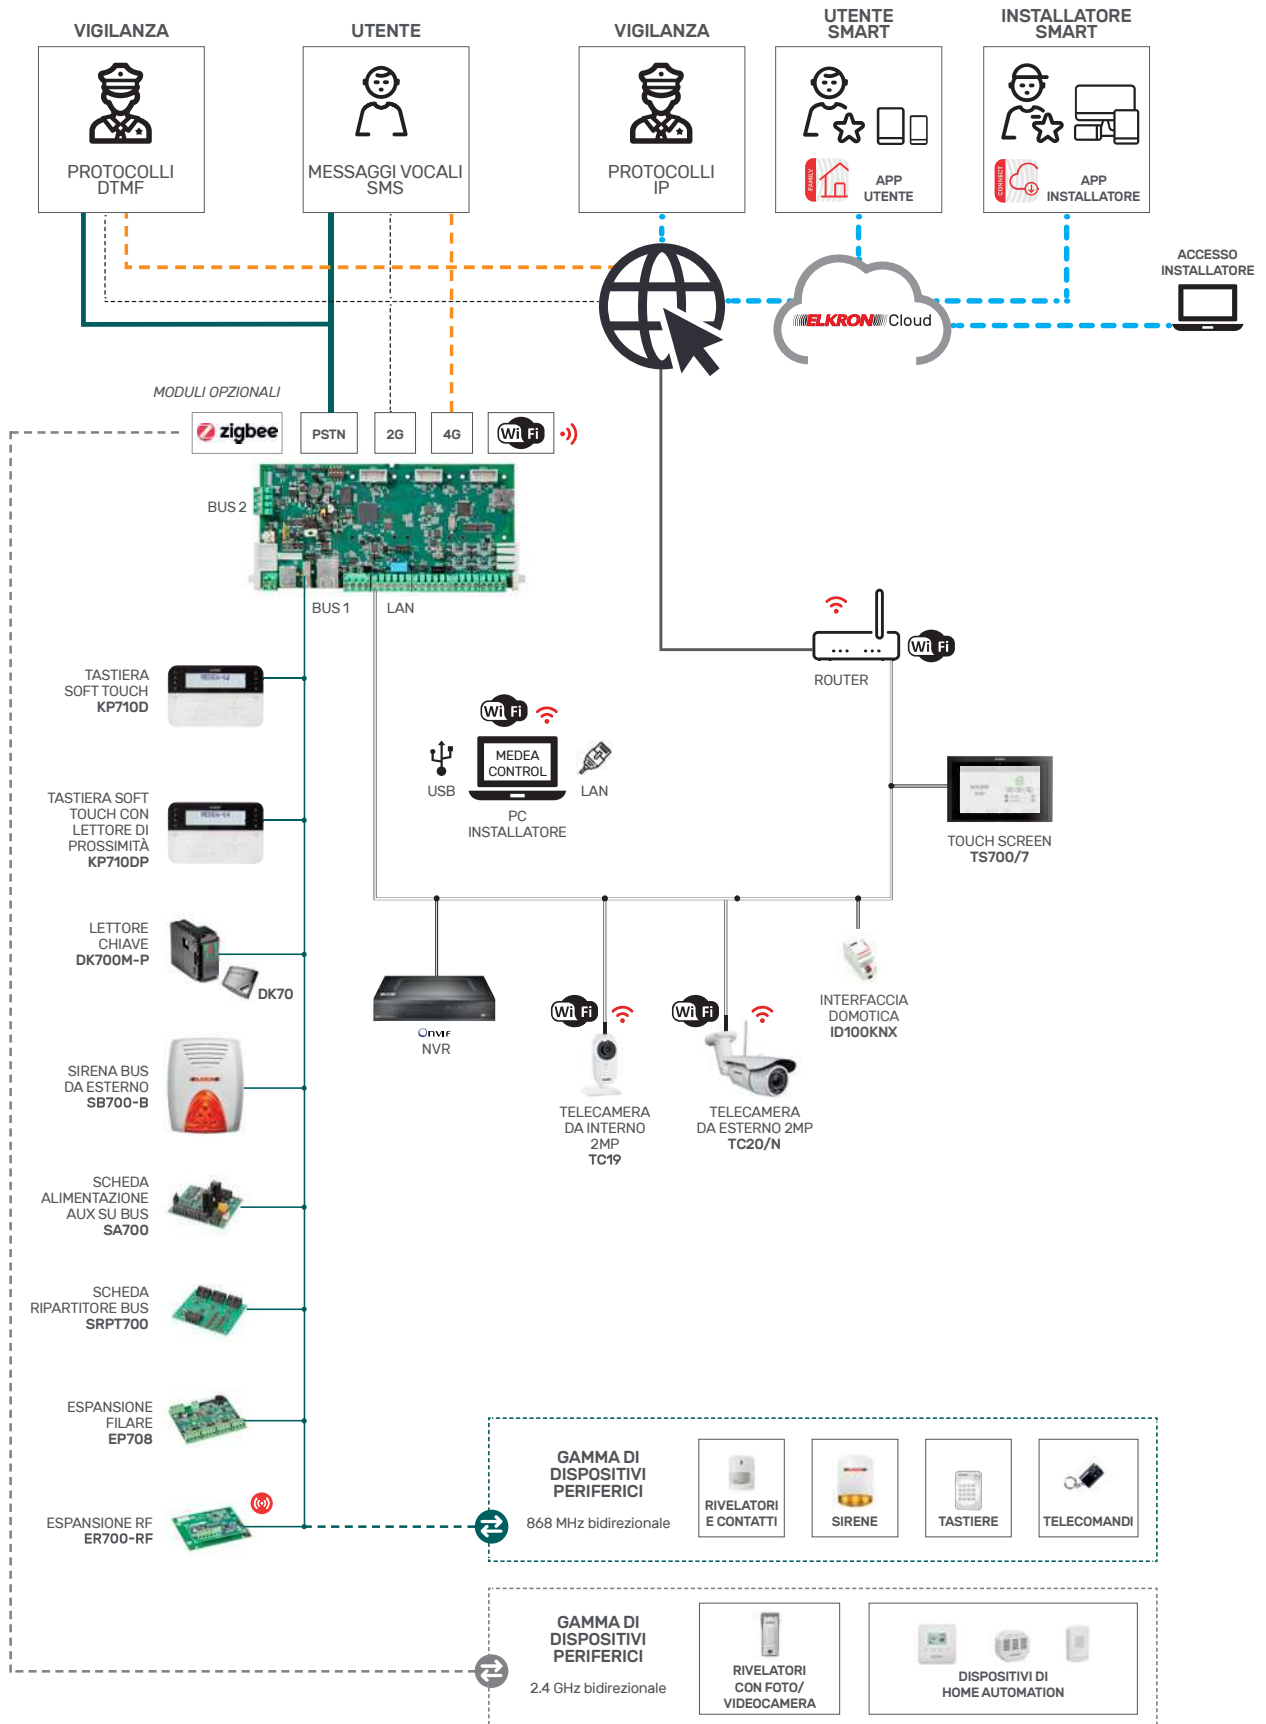 VIGILANZA
UTENTE
VIGILANZA
UTENTE
SMART
INSTALLATORE
SMART
PROTOCOLLI
DTMF
MESSAGGI VOCALI
SMS
PROTOCOLLI
IP
FAMILY
APP
UTENTE
CONNECT
APP
INSTALLATORE
ACCESSO
INSTALLATORE
ELKRON Cloud
MODULI OPZIONALI
zigbee
PSTN
2G
4G
Wi Fi
BUS 2
BUS 1
LAN
Wi Fi
ROUTER
TASTIERA
SOFT TOUCH
KP710D
Wi Fi
USB
MEDEA
CONTROL
LAN
PC
INSTALLATORE
TASTIERA SOFT
TOUCH CON
LETTORE DI
PROSSIMITÀ
KP710DP
TOUCH SCREEN
TS700/7
LETTORE
CHIAVE
DK700M-P
DK70
ONVIF
NVR
Wi Fi
Wi Fi
INTERFACCIA
DOMOTICA
ID100KNX
SIRENA BUS
DA ESTERNO
SB700-B
ELKRON
TELECAMERA
DA INTERNO
2MP
TC19
TELECAMERA
DA ESTERNO 2MP
TC20/N
SCHEDA
ALIMENTAZIONE
AUX SU BUS
SA700
SCHEDA
RIPARTITORE BUS
SRPT700
ESPANSIONE
FILARE
EP708
ESPANSIONE RF
ER700-RF
GAMMA DI
DISPOSITIVI
PERIFERICI
868 MHz bidirezionale
RIVELATORI
E CONTATTI
SIRENE
TASTIERE
TELECOMANDI
GAMMA DI
DISPOSITIVI
PERIFERICI
2.4 GHz bidirezionale
RIVELATORI
CON FOTO/
VIDEOCAMERA
DISPOSITIVI DI
HOME AUTOMATION